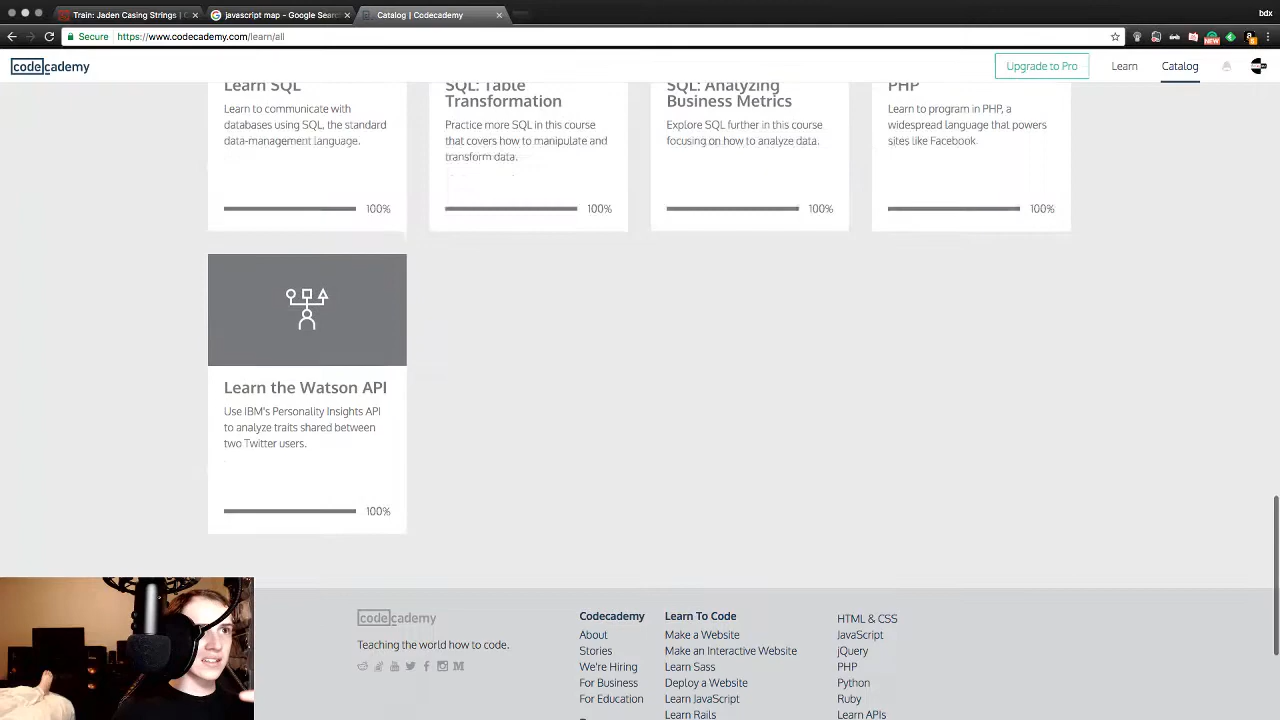 Train: Jaden Casing Strings | C
javascript map - Google Search
Catalog | Codecademy
bdx
Secure
https://www.codecademy.com/learn/all
NEW
codecademy
Upgrade to Pro
Learn
Catalog
Learn SQL
Learn to communicate with
databases using SQL, the standard
data-management language.
100%
SQL: Table
Transformation
Practice more SQL in this course
that covers how to manipulate and
transform data.
100%
SQL: Analyzing
Business Metrics
Explore SQL further in this course
focusing on how to analyze data.
100%
PHP
Learn to program in PHP, a
widespread language that powers
sites like Facebook.
100%
Learn the Watson API
Use IBM's Personality Insights API
to analyze traits shared between
two Twitter users.
100%
codecademy
Teaching the world how to code.
Codecademy
About
Stories
We're Hiring
For Business
For Education
Learn To Code
Make a Website
Make an Interactive Website
Learn Sass
Deploy a Website
Learn JavaScript
Learn Rails
HTML & CSS
JavaScript
jQuery
PHP
Python
Ruby
Learn APIs